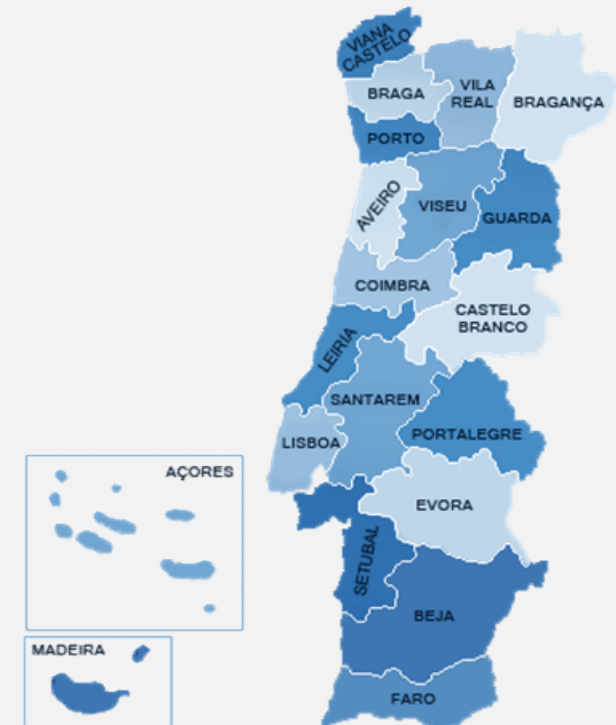 VIANA
CASTELO
BRAGA
VILA
REAL
BRAGANÇA
PORTO
AVEIRO
VISEU
GUARDA
COIMBRA
CASTELO
BRANCO
LEIRIA
SANTAREM
LISBOA
PORTALEGRE
AÇORES
EVORA
SETUBAL
BEJA
MADEIRA
FARO